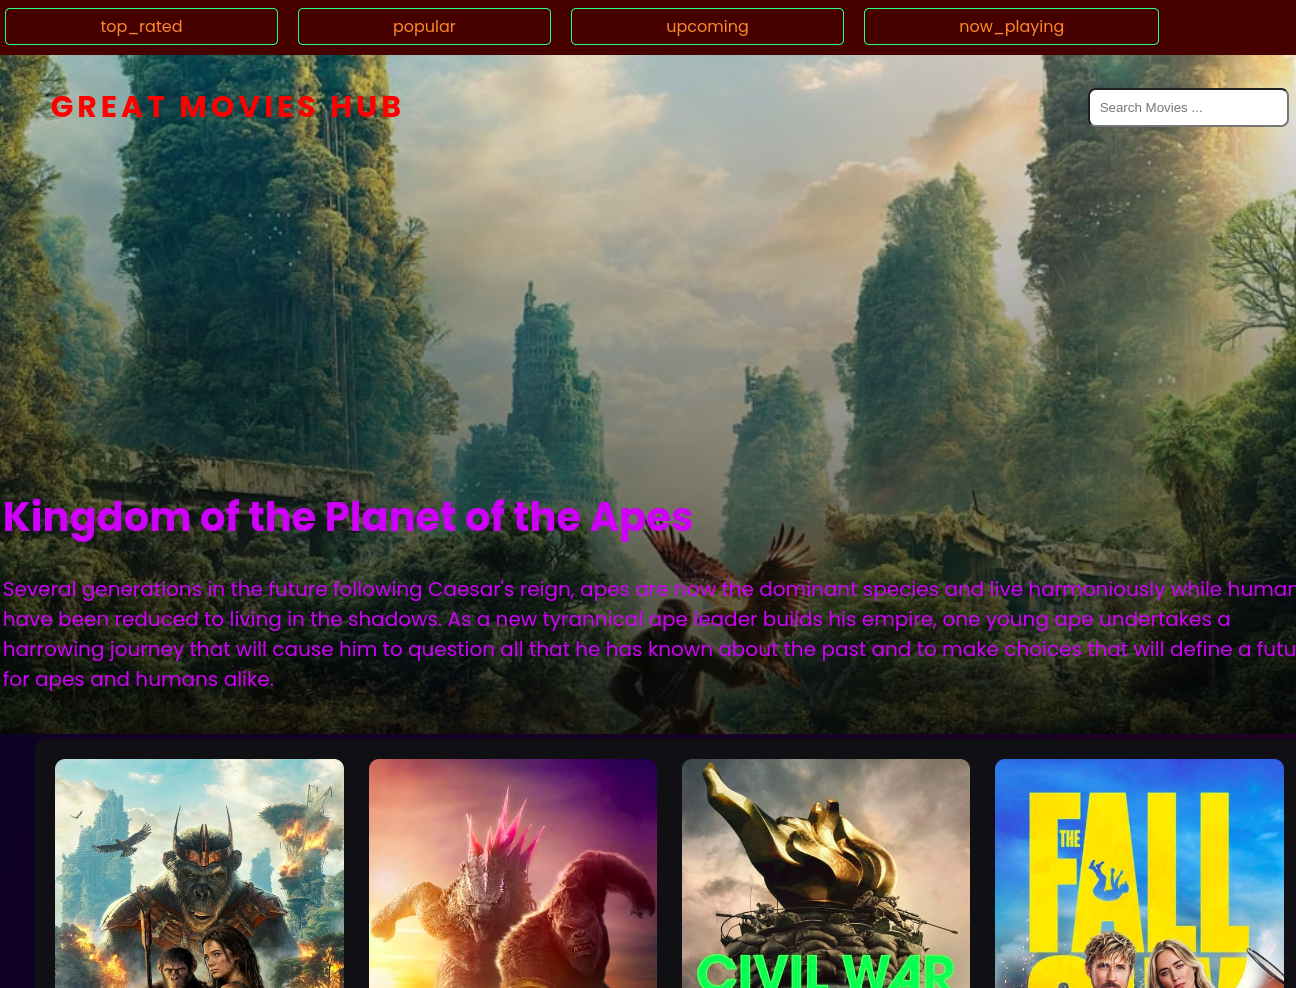 top_rated
popular
upcoming
now_playing
GREAT MOVIES HUB
Search Movies ...
Kingdom of the Planet of the Apes
Several generations in the future following Caesar's reign, apes are now the dominant species and live harmoniously while human
have been reduced to living in the shadows. As a new tyrannical ape leader builds his empire, one young ape undertakes a
harrowing journey that will cause him to question all that he has known about the past and to make choices that will define a futu
for apes and humans alike.
CIVIL WAR
THE
FALL